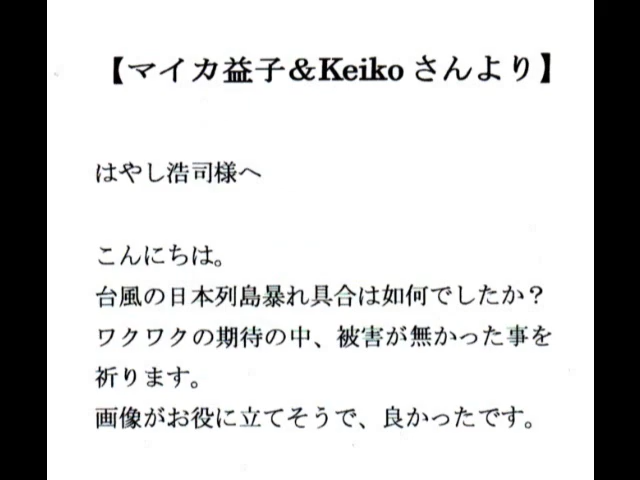 【マイカ益子＆Keikoさんより】
はやし浩司様へ
こんにちは。
台風の日本列島暴れ具合は如何でしたか？
ワクワクの期待の中、被害が無かった事を
祈ります。
画像がお役に立てそうで、良かったです。